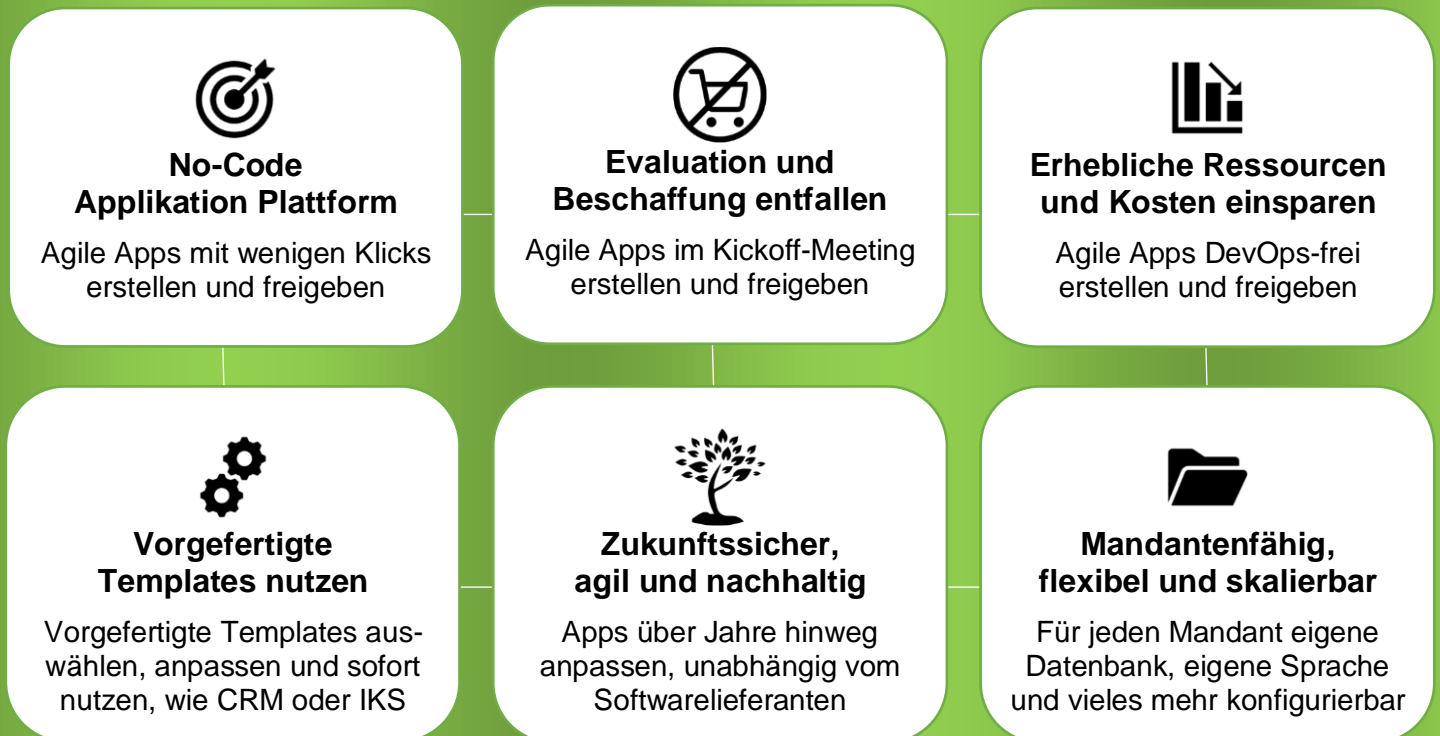 No-Code
Applikation Plattform
Agile Apps mit wenigen Klicks
erstellen und freigeben
Evaluation und
Beschaffung entfallen
Agile Apps im Kickoff-Meeting
erstellen und freigeben
Erhebliche Ressourcen
und Kosten einsparen
Agile Apps DevOps-frei
erstellen und freigeben
Vorgefertigte
Templates nutzen
Vorgefertigte Templates aus-
wählen, anpassen und sofort
nutzen, wie CRM oder IKS
Zukunftssicher,
agil und nachhaltig
Apps über Jahre hinweg
anpassen, unabhängig vom
Softwarelieferanten
Mandantenfähig,
flexibel und skalierbar
Für jeden Mandant eigene
Datenbank, eigene Sprache
und vieles mehr konfigurierbar